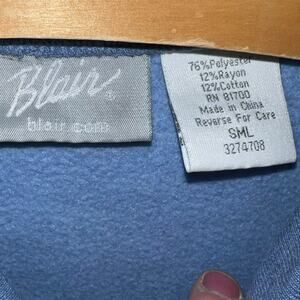 Blair
blair.com
76%Polyester
12%Rayon
12%Cotton
RN 81700
Made in China
Reverse For Care
SML
3274708